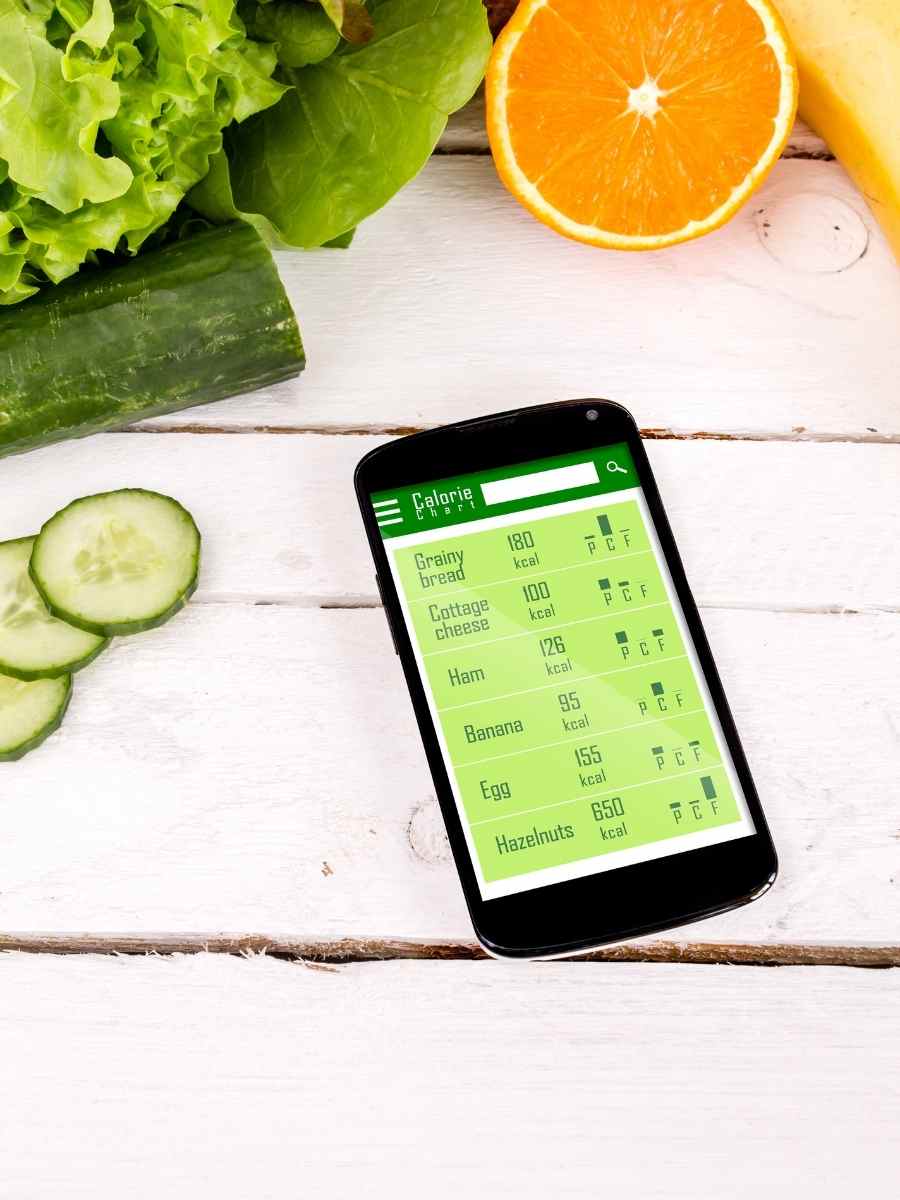 Calorie
Chart
Grainy
bread
180
kcal
P C F
Cottage
cheese
100
kcal
P C F
Ham
126
kcal
P C F
Banana
95
kcal
P C F
Egg
155
kcal
P C F
Hazelnuts
650
kcal
P C F